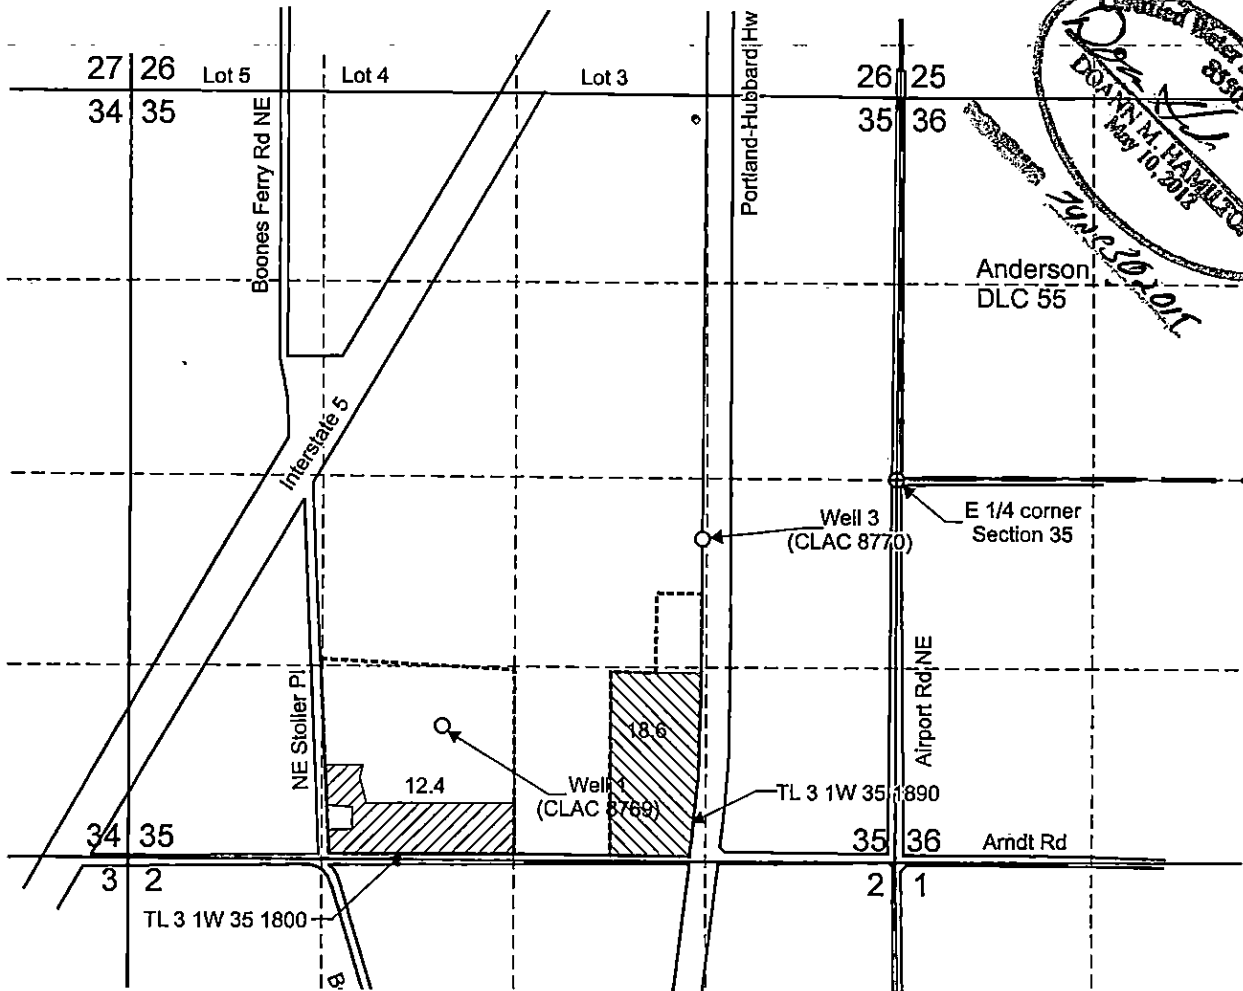 27 26
Lot 5
Lot 4
Lot 3
26 25
34 35
35 36
Boones Ferry Rd NE
Portland-Hubbard Hw
DOANN M. HAMILTO
May 10, 2012
Anderson
DLC 55
Interstate 5
Well 3
(CLAC 8770)
E 1/4 corner
Section 35
NE Stoller Pl
Airport Rd NE
18.6
12.4
Well 1
(CLAC 8769)
TL 3 1W 35 1890
34 35
35 36
Arndt Rd
3 2
2 1
TL 3 1W 35 1800